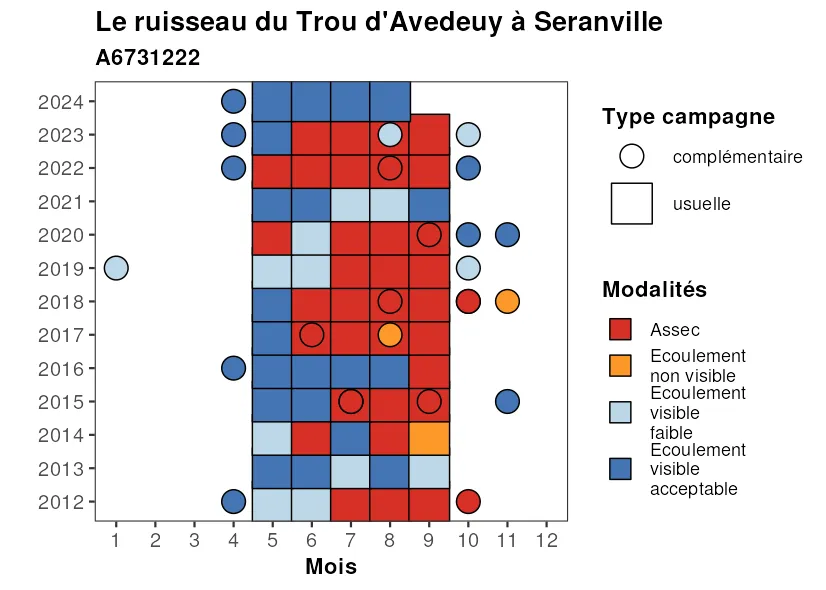 Le ruisseau du Trou d'Avedeuy à Seranville
A6731222
2024
2023
2022
2021
2020
2019
2018
2017
2016
2015
2014
2013
2012
1 2 3 4 5 6 7 8 9 10 11 12
Mois
Type campagne
complémentaire
usuelle
Modalités
Assec
Ecoulement
non visible
Ecoulement
visible
faible
Ecoulement
visible
acceptable